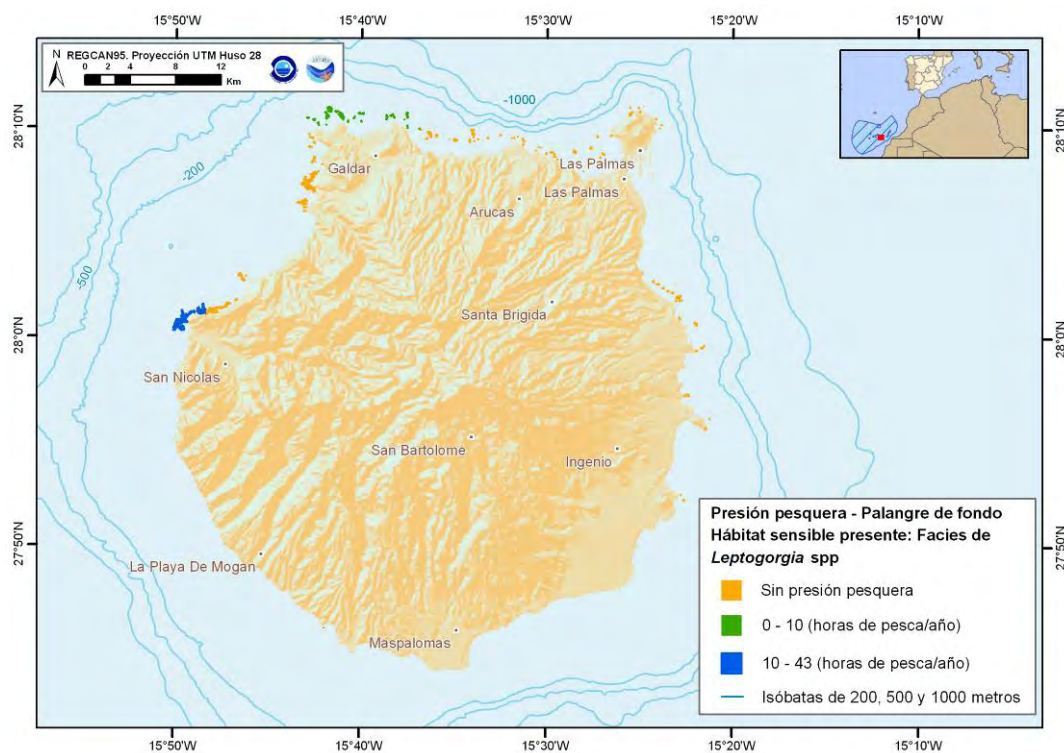 15°50'W
15°40'W
15°30'W
15°20'W
15°10'W
N
REGCAN95. Proyección UTM Huso 28
0 2 4 8 12
Km
28°10'N
28°10'N
-1000
-200
-500
Galdar
Las Palmas
Las Palmas
Arucas
Santa Brigida
28°0'N
28°0'N
San Nicolas
San Bartolome
Ingenio
27°50'N
27°50'N
La Playa De Mogan
Maspalomas
Presión pesquera - Palangre de fondo
Hábitat sensible presente: Facies de
Leptogorgia spp
Sin presión pesquera
0 - 10 (horas de pesca/año)
10 - 43 (horas de pesca/año)
Isóbatas de 200, 500 y 1000 metros
15°50'W
15°40'W
15°30'W
15°20'W
15°10'W